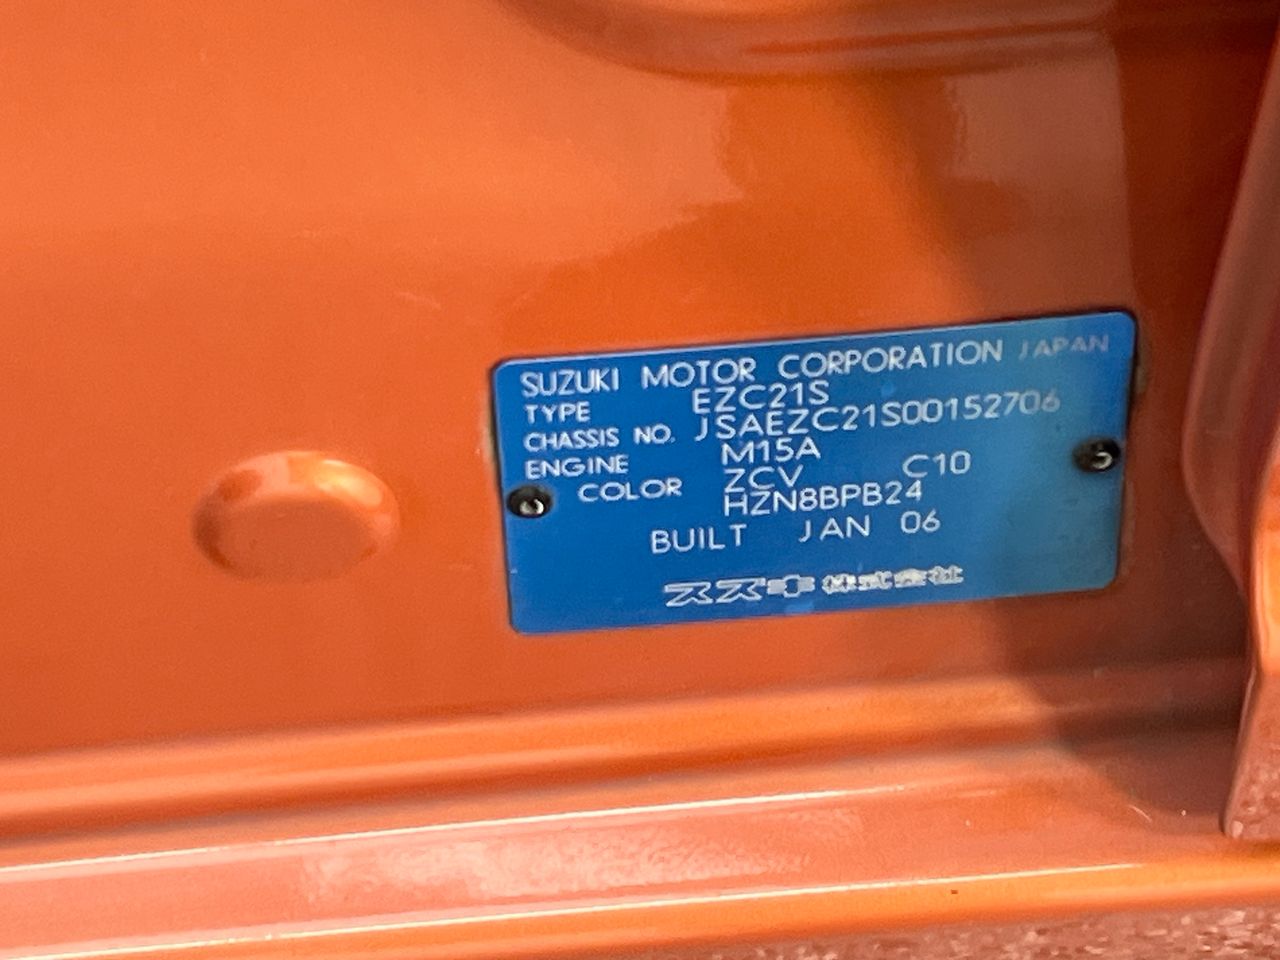 SUZUKI MOTOR CORPORATION JAPAN
TYPE EZC21S
CHASSIS NO. JSAEZC21S00152706
ENGINE M15A
COLOR ZCV C10
HZN8BPB24
BUILT JAN 06
スズキ株式会社